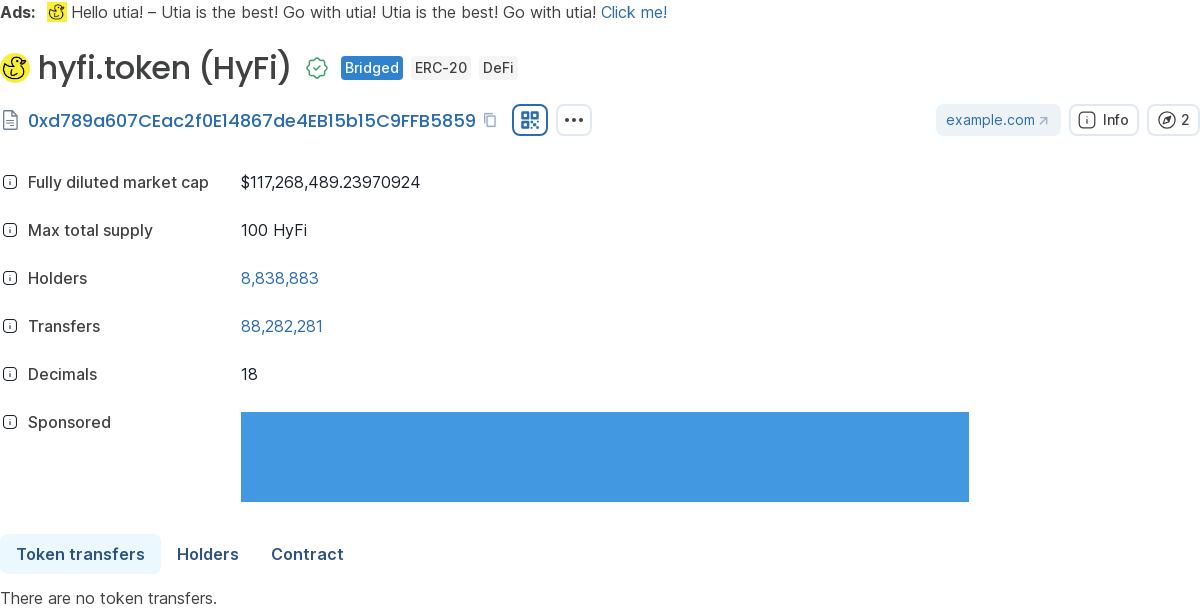 Ads: Hello utia! – Utia is the best! Go with utia! Utia is the best! Go with utia! Click me!
hyfi.token (HyFi) Bridged ERC-20 DeFi
0xd789a607CEac2f0E14867de4EB15b15C9FFB5859 example.com Info 2
Fully diluted market cap $117,268,489.23970924
Max total supply 100 HyFi
Holders 8,838,883
Transfers 88,282,281
Decimals 18
Sponsored
Token transfers Holders Contract
There are no token transfers.